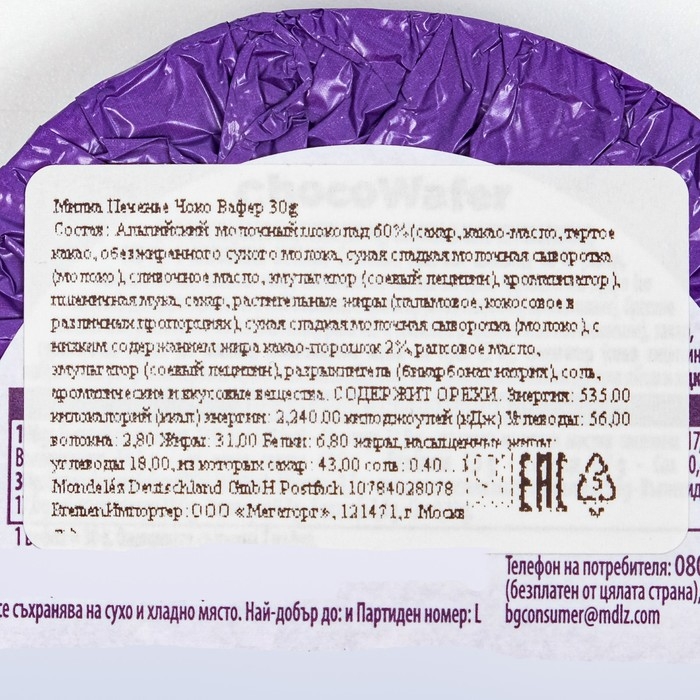 chocoWafer
Милка Печенье Чоко Вафер 30g
Состав: Альпийский молочный шоколад 60% (сахар, какао-масло, тертое
какао, обезжиренного сухого молока, сухая сладкая молочная сыворотка
(молоко), сливочное масло, эмульгатор (соевый лецитин), ароматизатор),
пшеничная мука, сахар, растительные жиры (пальмовое, кокосовое в
различных пропорциях), сухая сладкая молочная сыворотка (молоко), с
низким содержанием жира какао-порошок 2%, рапсовое масло,
эмульгатор (соевый лецитин), разрыхлитель (бикарбонат натрия), соль,
ароматические и вкусовые вещества. СОДЕРЖИТ ОРЕХИ. Энергия: 535.00
килокалорий (ккал) энергии: 2,240.00 килоджоулей (кДж) Углеводы: 56,00
волокна: 2,80 Жиры: 31,00 Белки: 6,80 жиры, насыщенные жиры:
углеводы 18,00, из которых сахар: 43,00 соль: 0,40.
Mondelés Deutschland GmbH Postfach 10784028078
BremenИмпортер: ООО «Мегаторг», 121471, г Москва
EAC
5
Телефон на потребителя: 080
се съхранява на сухо и хладно място. Най-добър до: и Партиден номер: L
(безплатен от цялата страна),
bgconsumer@mdlz.com